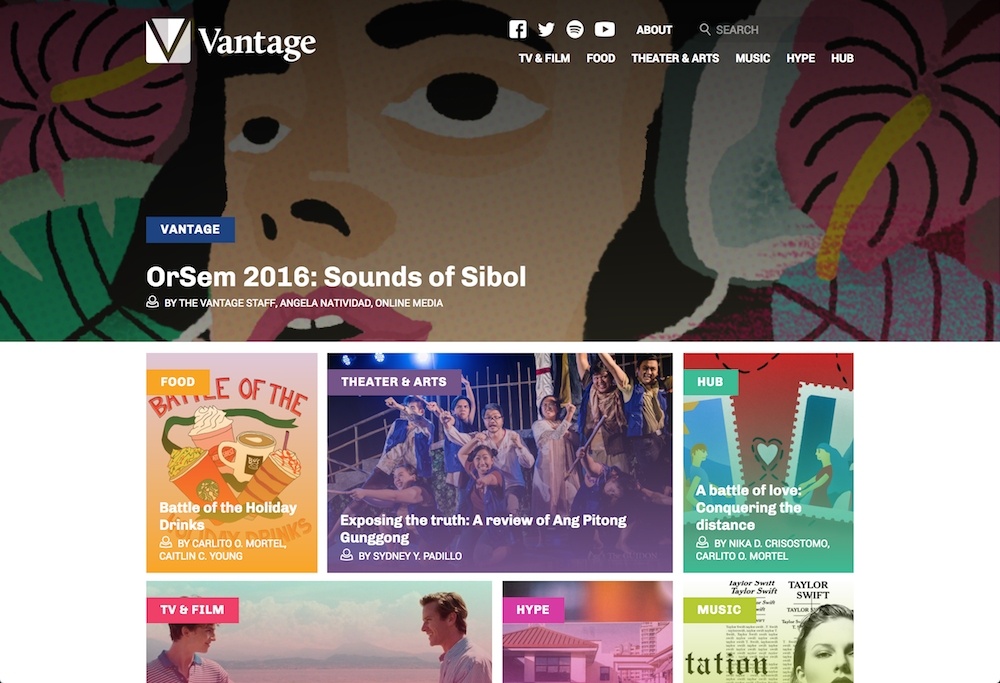 Vantage
ABOUT
SEARCH
TV & FILM FOOD THEATER & ARTS MUSIC HYPE HUB
VANTAGE
OrSem 2016: Sounds of Sibol
BY THE VANTAGE STAFF, ANGELA NATIVIDAD, ONLINE MEDIA
FOOD
BATTLE OF THE
HOLIDAY DRINKS
Battle of the Holiday
Drinks
BY CARLITO O. MORTEL,
CAITLIN C. YOUNG
THEATER & ARTS
Exposing the truth: A review of Ang Pitong
Gunggong
BY SYDNEY Y. PADILLO
HUB
A battle of love:
Conquering the
distance
BY NIKA D. CRISOSTOMO,
CARLITO O. MORTEL
TV & FILM
HYPE
MUSIC
Taylor Swift
Taylor Swift
TAYLOR
SWIFT
tation